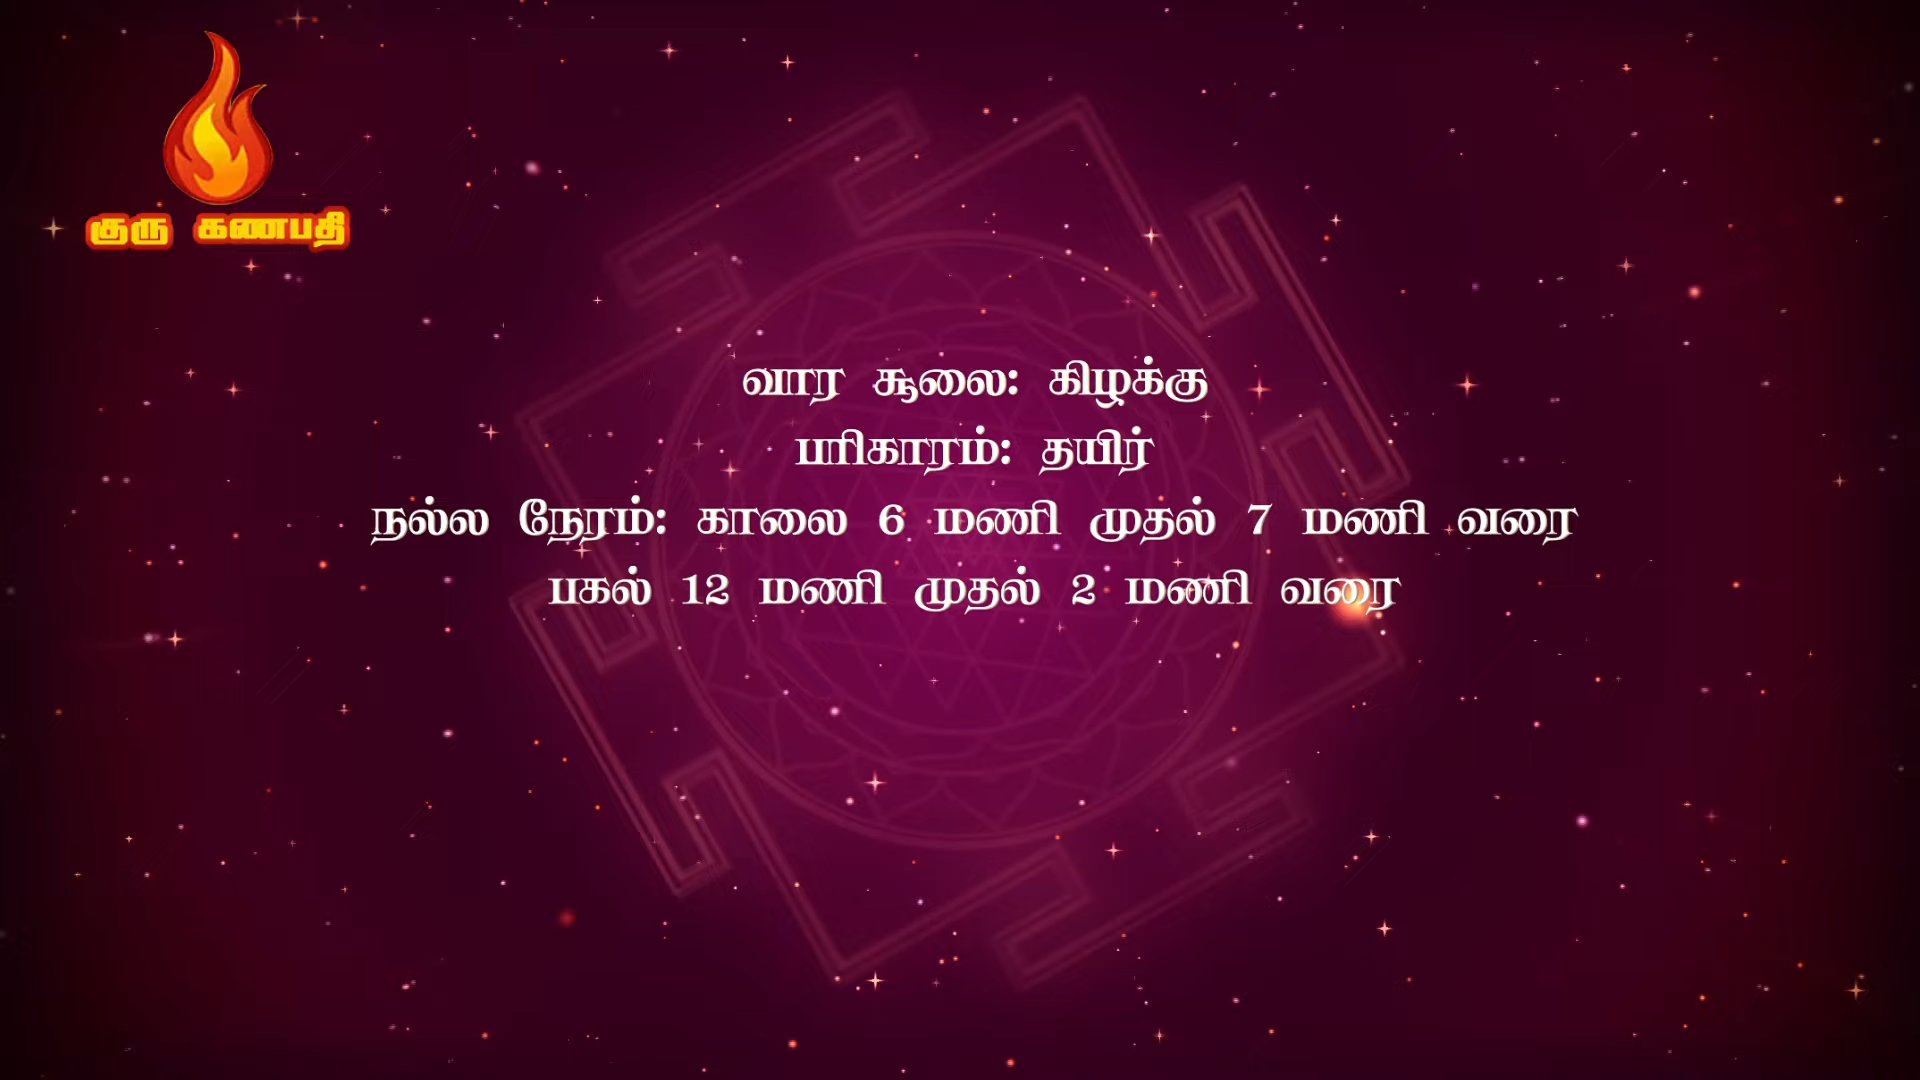 குரு கணபதி
வார சூலை: கிழக்கு
பரிகாரம்: தயிர்
நல்ல நேரம்: காலை 6 மணி முதல் 7 மணி வரை
பகல் 12 மணி முதல் 2 மணி வரை